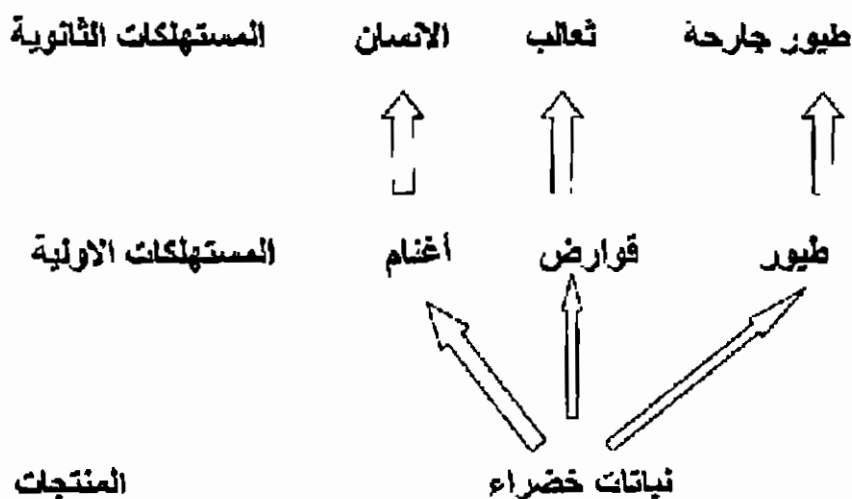 طيور جارحة ثعالب الانسان المستهلكات الثانوية
طيور قوارض أغنام المستهلكات الاولية
نباتات خضراء المنتجات